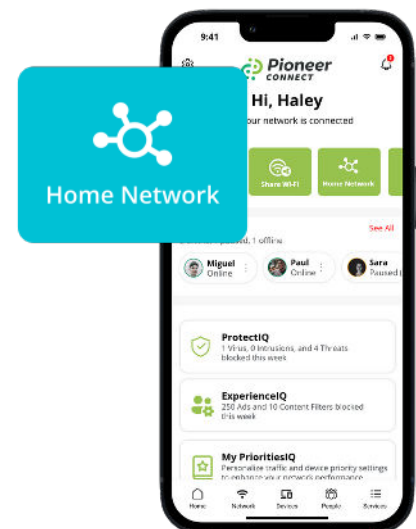 9:41
Pioneer
CONNECT
Hi, Haley
our network is connected
Home Network
Share Wi-Fi
Home Network
See All
1 offline
Miguel
Online
Paul
Online
Sara
Paused
ProtectIQ
1 Virus, 0 Intrusions, and 4 Threats
blocked this week
ExperienceIQ
250 Ads and 10 Content Filters blocked
this week
My PrioritiesIQ
Personalize traffic and device priority settings
to enhance your network performance
Home
Network
Devices
People
Services